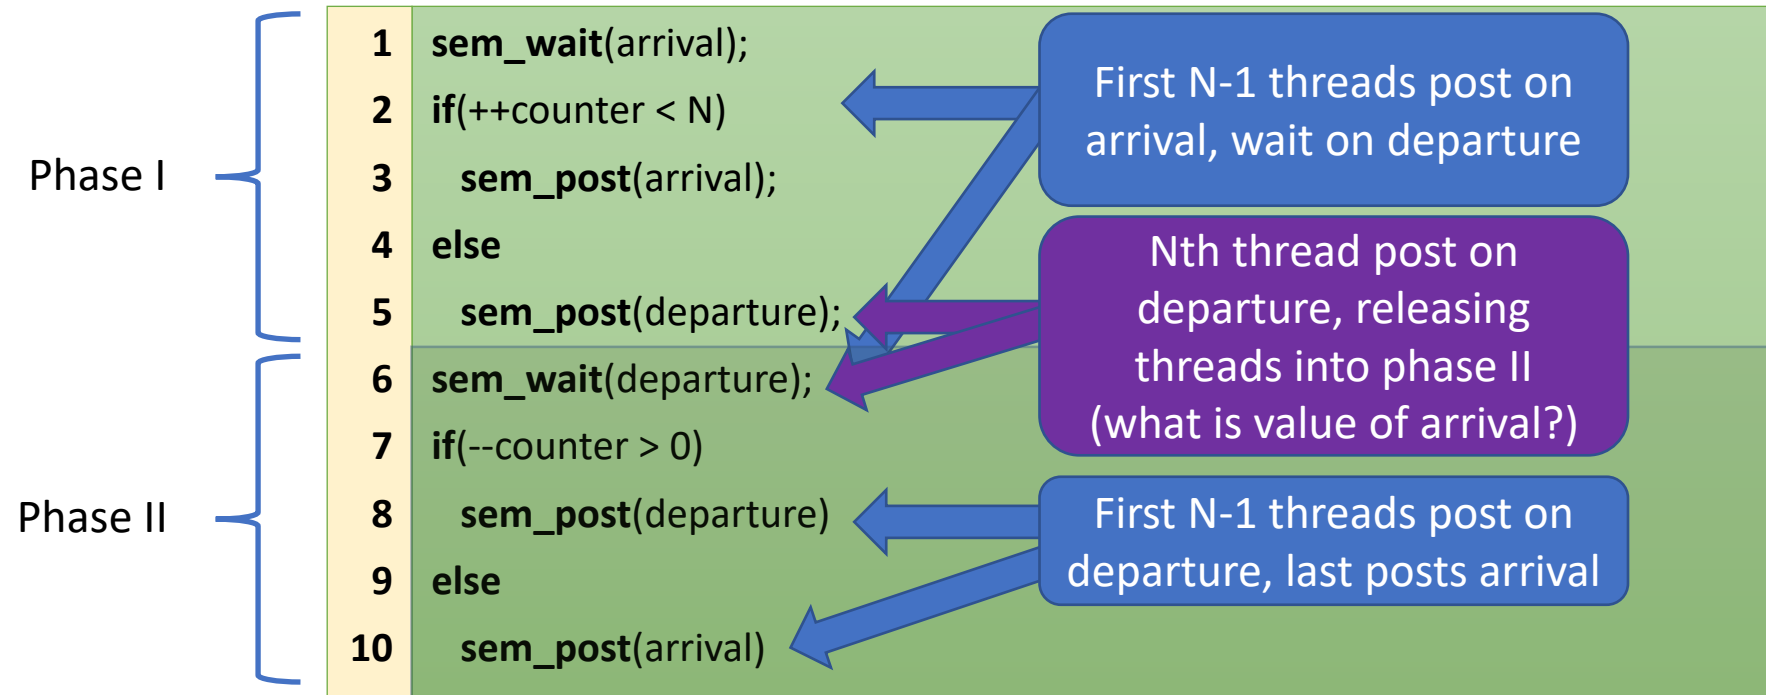 Phase I
Phase II
1 sem_wait(arrival);
2 if(++counter < N)
3 sem_post(arrival);
4 else
5 sem_post(departure);
6 sem_wait(departure);
7 if(--counter > 0)
8 sem_post(departure)
9 else
10 sem_post(arrival)
First N-1 threads post on
arrival, wait on departure
Nth thread post on
departure, releasing
threads into phase II
(what is value of arrival?)
First N-1 threads post on
departure, last posts arrival